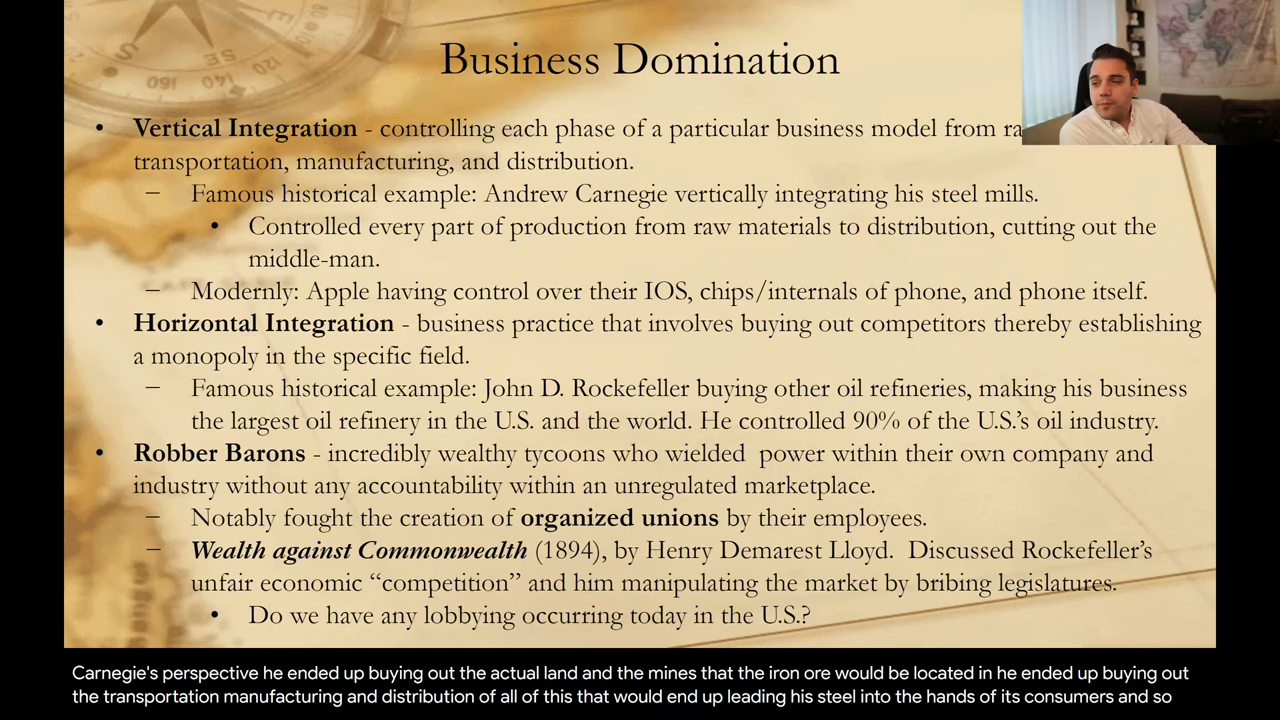 Business Domination
• Vertical Integration - controlling each phase of a particular business model from
transportation, manufacturing, and distribution.
– Famous historical example: Andrew Carnegie vertically integrating his steel mills.
• Controlled every part of production from raw materials to distribution, cutting out the
middle-man.
– Modernly: Apple having control over their IOS, chips/internals of phone, and phone itself.
• Horizontal Integration - business practice that involves buying out competitors thereby establishing
a monopoly in the specific field.
– Famous historical example: John D. Rockefeller buying other oil refineries, making his business
the largest oil refinery in the U.S. and the world. He controlled 90% of the U.S.'s oil industry.
• Robber Barons - incredibly wealthy tycoons who wielded power within their own company and
industry without any accountability within an unregulated marketplace.
– Notably fought the creation of organized unions by their employees.
– Wealth against Commonwealth (1894), by Henry Demarest Lloyd. Discussed Rockefeller's
unfair economic “competition” and him manipulating the market by bribing legislatures.
• Do we have any lobbying occurring today in the U.S.?
Carnegie's perspective he ended up buying out the actual land and the mines that the iron ore would be located in he ended up buying out
the transportation manufacturing and distribution of all of this that would end up leading his steel into the hands of its consumers and so